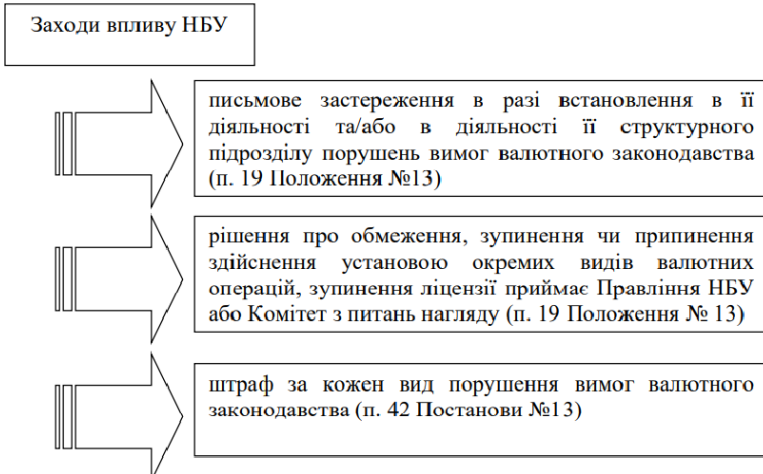 Заходи впливу НБУ
письмове застереження в разі встановлення в її
діяльності та/або в діяльності її структурного
підрозділу порушень вимог валютного законодавства
(п. 19 Положення №13)
рішення про обмеження, зупинення чи припинення
здійснення установою окремих видів валютних
операцій, зупинення ліцензії приймає Правління НБУ
або Комітет з питань нагляду (п. 19 Положення № 13)
штраф за кожен вид порушення вимог валютного
законодавства (п. 42 Постанови №13)